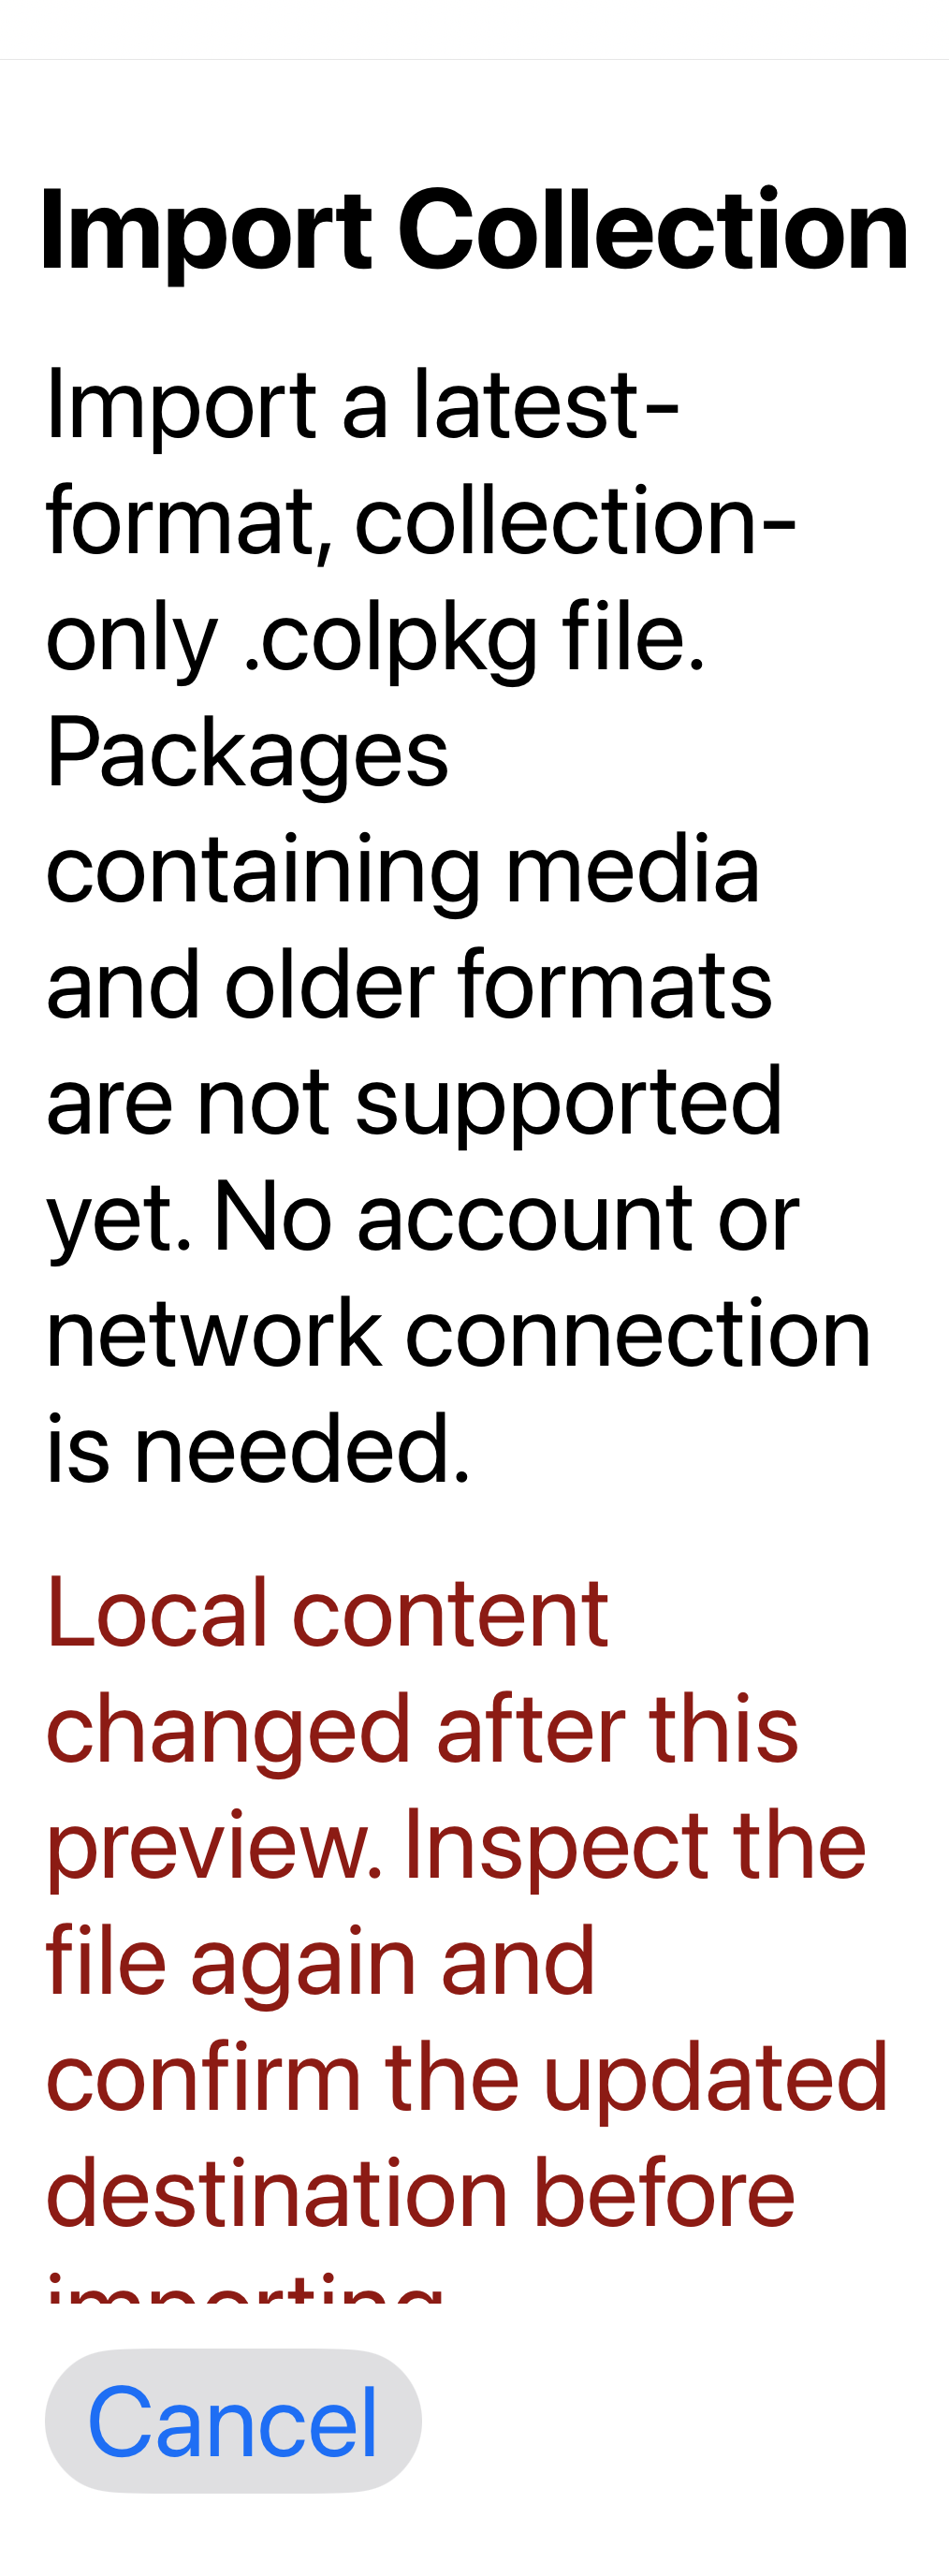 Import Collection
Import a latest-
format, collection-
only .colpkg file.
Packages
containing media
and older formats
are not supported
yet. No account or
network connection
is needed.
Local content
changed after this
preview. Inspect the
file again and
confirm the updated
destination before
importing
Cancel